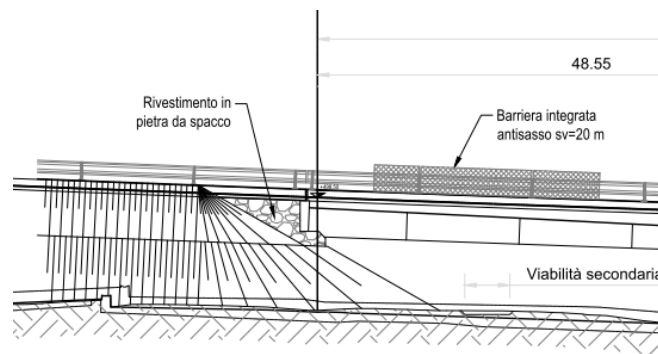 48.55
Rivestimento in
pietra da spacco
Barriera integrata
antisasso sv=20 m
Viabilità secondaria